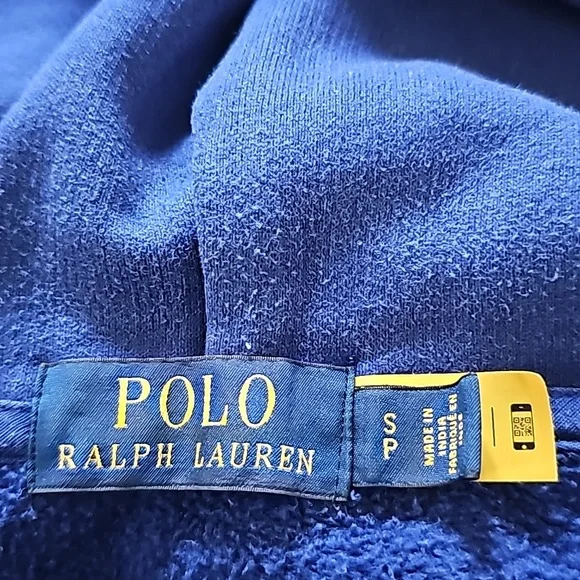 POLO
RALPH LAUREN
S
P
MADE IN
INDIA
FABRIQUÉ EN